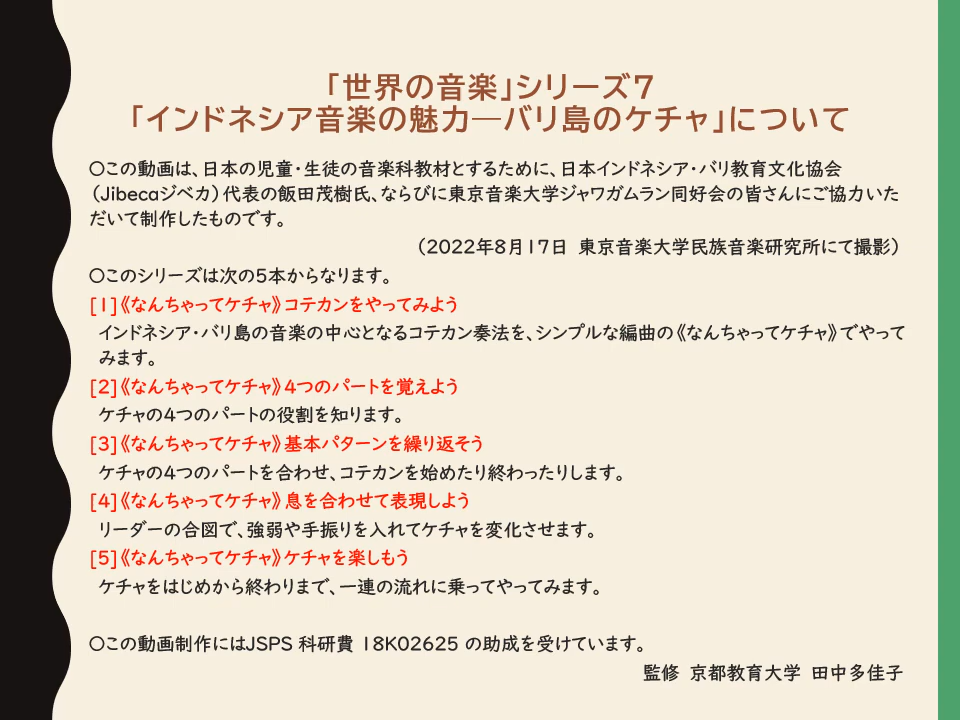 「世界の音楽」シリーズ7
「インドネシア音楽の魅力―バリ島のケチャ」について
〇この動画は、日本の児童・生徒の音楽科教材とするために、日本インドネシア・バリ教育文化協会
（Jibecaジベカ）代表の飯田茂樹氏、ならびに東京音楽大学ジャワガムラン同好会の皆さんにご協力いた
だいて制作したものです。
（2022年8月17日 東京音楽大学民族音楽研究所にて撮影）
〇このシリーズは次の5本からなります。
[1]《なんちゃってケチャ》コテカンをやってみよう
インドネシア・バリ島の音楽の中心となるコテカン奏法を、シンプルな編曲の《なんちゃってケチャ》でやって
みます。
[2]《なんちゃってケチャ》4つのパートを覚えよう
ケチャの4つのパートの役割を知ります。
[3]《なんちゃってケチャ》基本パターンを繰り返そう
ケチャの4つのパートを合わせ、コテカンを始めたり終わったりします。
[4]《なんちゃってケチャ》息を合わせて表現しよう
リーダーの合図で、強弱や手振りを入れてケチャを変化させます。
[5]《なんちゃってケチャ》ケチャを楽しもう
ケチャをはじめから終わりまで、一連の流れに乗ってやってみます。
〇この動画制作にはJSPS 科研費 18K02625 の助成を受けています。
監修 京都教育大学 田中多佳子